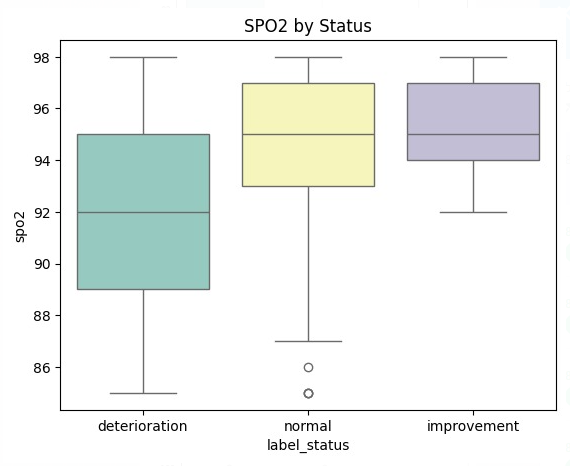 SPO2 by Status
98
96
94
92
90
88
86
spo2
deterioration normal improvement
label_status